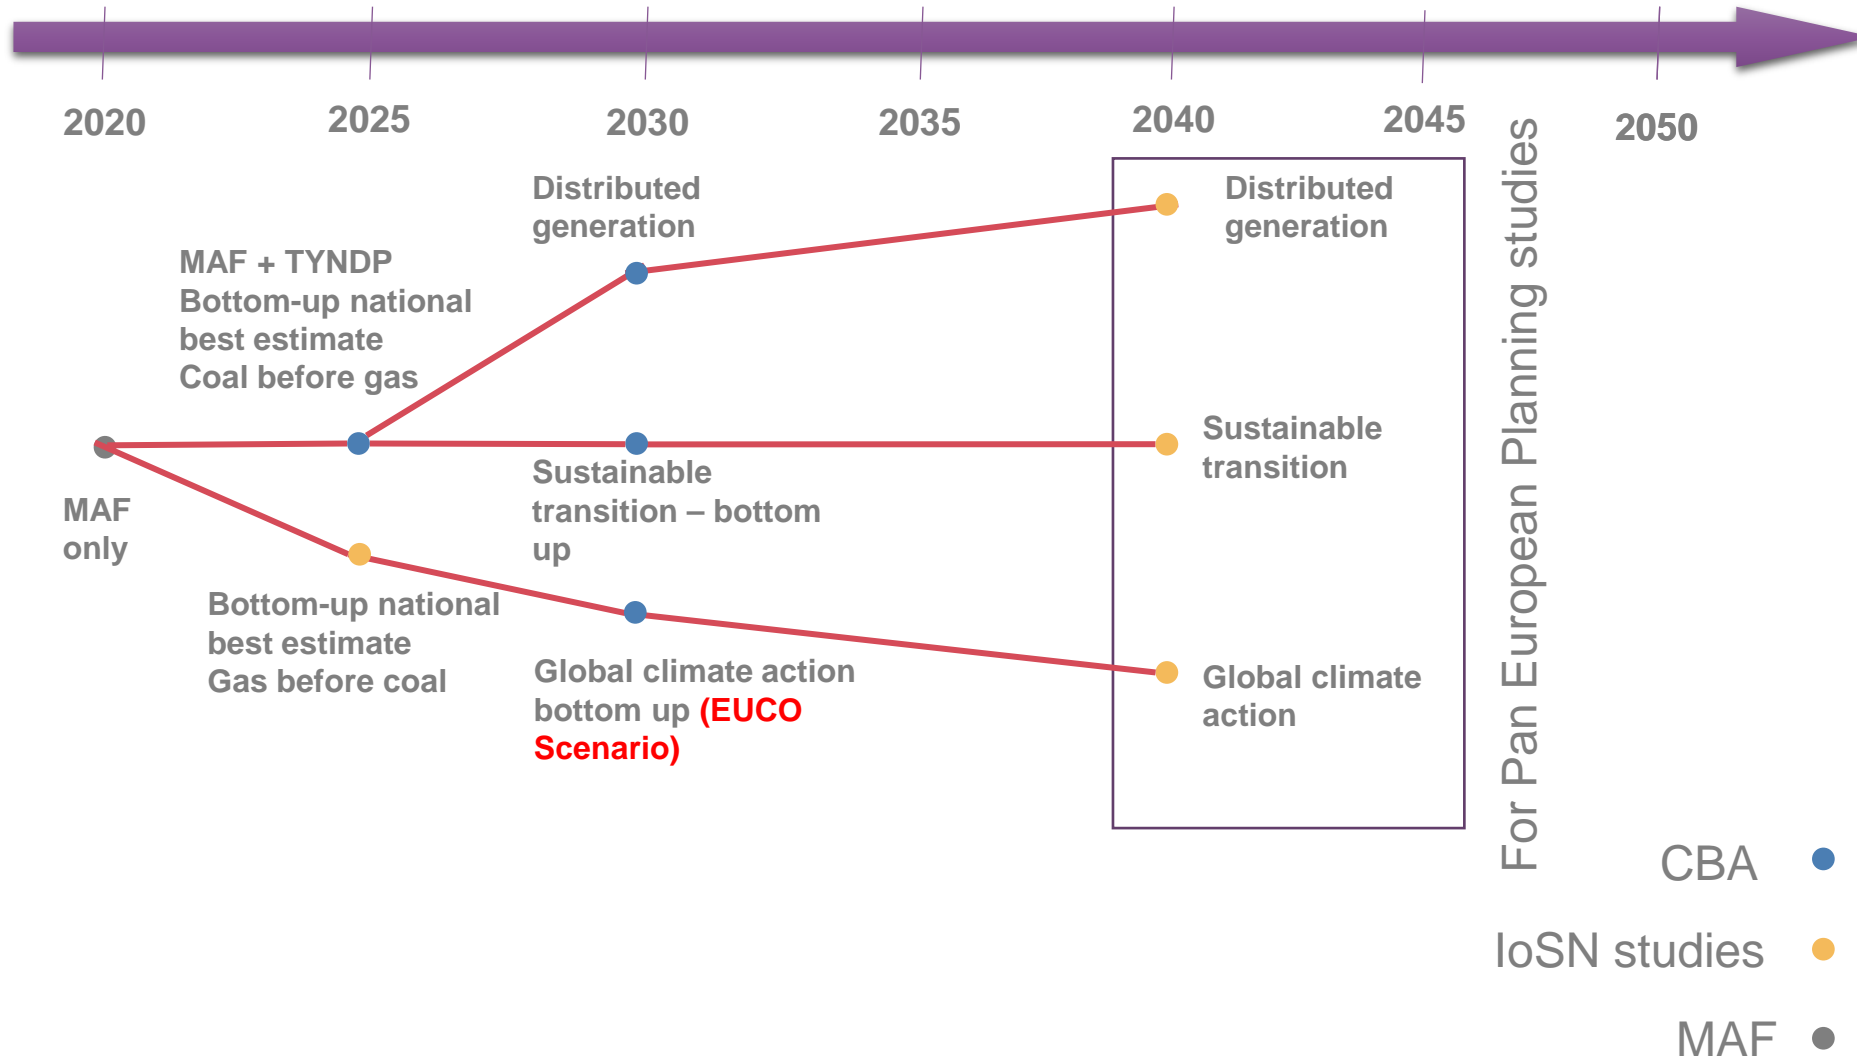 2020
2025
2030
2035
2040
2045
2050
Distributed
generation
Distributed
generation
MAF + TYNDP
Bottom-up national
best estimate
Coal before gas
Sustainable
transition
Sustainable
transition – bottom
up
MAF
only
Bottom-up national
best estimate
Gas before coal
Global climate action
bottom up (EUCO
Scenario)
Global climate
action
For Pan European Planning studies
CBA
IoSN studies
MAF